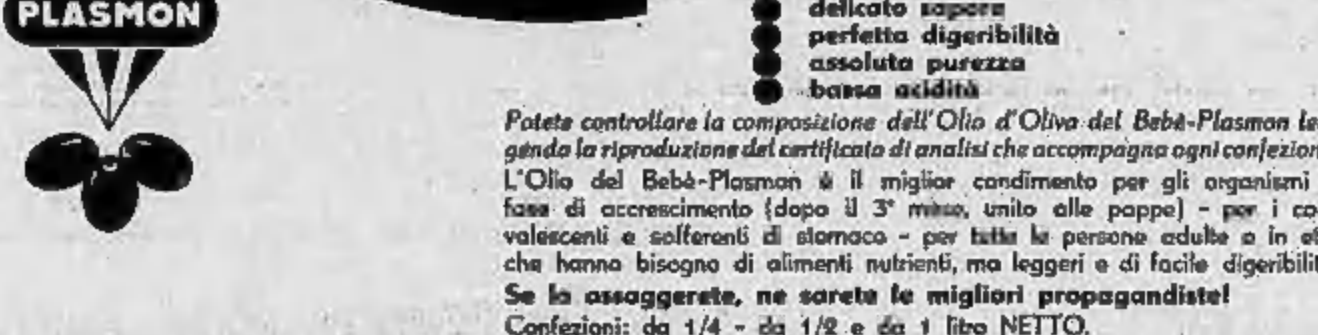 PLASMON
delicato sapore
perfetta digeribilità
assoluta purezza
bassa acidità
Potete controllare la composizione dell'Olio d'Oliva del Bebè-Plasmon leg
gendo la riproduzione del certificato di analisi che accompagna ogni confezion
L'Olio del Bebè-Plasmon è il miglior condimento per gli organismi
fase di accrescimento (dopo il 3° mese, unito alle pappe) - per i co
valescenti e sofferenti di stomaco - per tutte le persone adulte o in et
che hanno bisogno di alimenti nutrienti, ma leggeri e di facile digeribilit
Se lo assaggerete, ne sarete le migliori propagandiste!
Confezioni: da 1/4 - da 1/2 e da 1 litro NETTO.